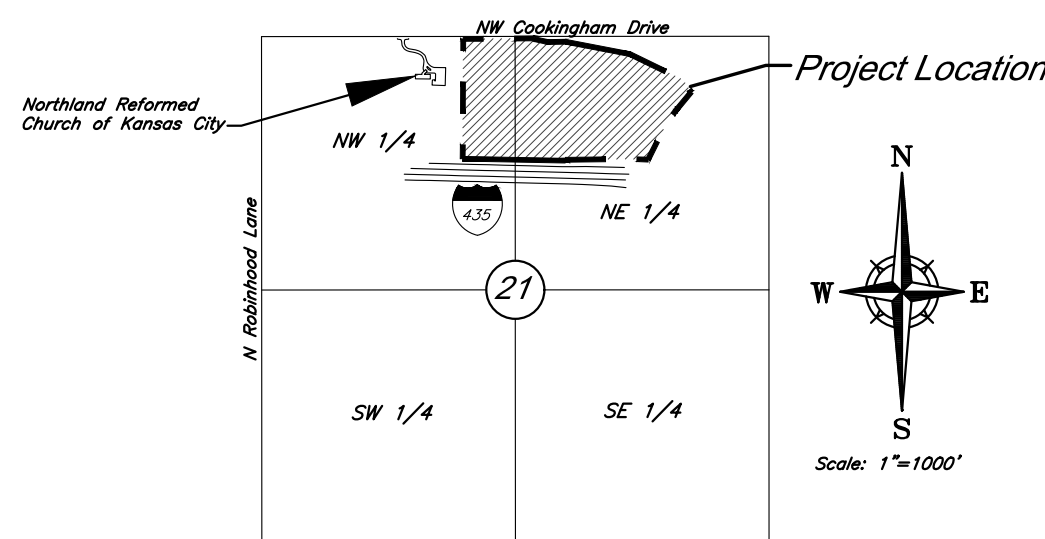 NW Cookingham Drive
Project Location
Northland Reformed
Church of Kansas City
NW 1/4
N
435
NE 1/4
N Robinhood Lane
21
W
E
SW 1/4
SE 1/4
S
Scale: 1"=1000'